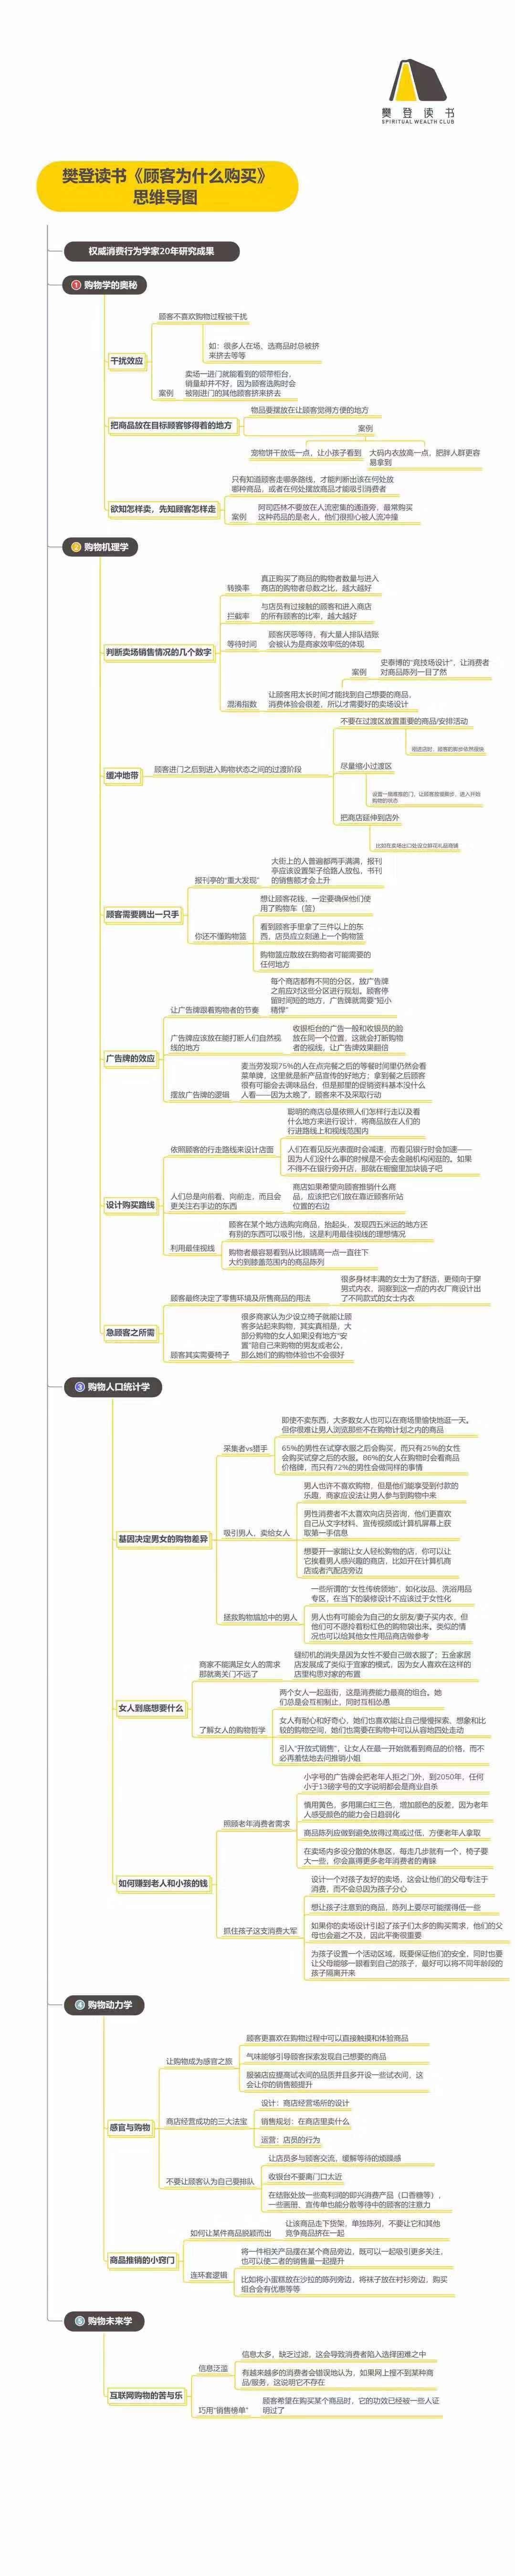 樊登读书
SPIRITUAL WEALTH CLUB
樊登读书《顾客为什么购买》
思维导图
权威消费行为学家20年研究成果
1 购物学的奥秘
顾客不喜欢购物过程被干扰
如：很多人在场，选商品时总被挤
来挤去等等
干扰效应
卖场一进门就能看到的领带柜台，
销量却并不好，因为顾客选购时会
案例
被刚进门的其他顾客挤来挤去
物品要摆放在让顾客觉得方便的地方
把商品放在目标顾客够得着的地方
案例
宠物饼干放低一点，让小孩子看到
大码内衣放高一点，肥胖人群更容
易拿到
只有知道顾客走哪条路线，才能判断出该在何处放
哪种商品，或者在何处摆放商品才能吸引消费者
欲知怎样卖，先知顾客怎样走
案例
阿司匹林不要放在人流密集的通道旁，最常购买
这种药品的是老人，他们很担心被人流冲撞
2 购物机理学
真正购买了商品的购物者数量与进入
转换率
商店的购物者总数之比，越大越好
与店员有过接触的顾客和进入商店
拦截率
的所有顾客的比率，越大越好
顾客厌恶等待，有大量人排队结账
等待时间
会被认为是商家效率低的体现
判断卖场销售情况的几个数字
史泰博的“竞技场设计”，让消费者
案例
对商品陈列一目了然
让顾客用太长时间才能找到自己想要的商品，
混淆指数
消费体验会很差，所以才需要好的卖场设计
不要在过渡区放置重要的商品/安排活动
刚进店时，顾客的脚步依然很快
缓冲地带
顾客进门之后到进入购物状态之间的过渡阶段
尽量缩小过渡区
购物的状态
把商店延伸到店外
比如在卖场出口处设立鲜花礼品商铺
大街上的人普遍都两手满满，报刊
报刊亭的“重大发现”
亭应该设置架子给路人放包，书刊
的销售额才会上升
顾客需要腾出一只手
想让顾客花钱，一定要确保他们使
用了购物车（篮）
你还不懂购物篮
看到顾客手里拿了三件以上的东
西，店员应立刻递上一个购物篮
购物篮应散放在购物者可能需要的
任何地方
每个商店都有不同的分区，放广告牌
之前应对这些分区进行规划。顾客停
让广告牌跟着购物者的节奏
留时间短的地方，广告牌就需要“短小
精悍”
广告牌的效应
广告牌应该放在能打断人们自然视
线的地方
收银柜台的广告一般和收银员的脸
放在同一个位置，这就会打断购物
者的视线，让广告牌效果翻倍
麦当劳发现75%的人在点完餐之后的等餐时间里仍然会看
菜单牌，这里就是新产品宣传的好地方；拿到餐之后顾客
很有可能会去调味品台，但是那里的促销资料基本没什么
摆放广告牌的逻辑
人看——因为太晚了，顾客来不及采取行动
聪明的商店总是依照人们怎样行走以及看
什么地方来进行设计，将商品放在人们的
行进路线上和视线范围内
依照顾客的行走路线来设计店面
人们在看见反光表面时会减速，而看见银行时会加速——
因为人们没什么事的时候是不会去金融机构闲逛的。如果
不得不在银行旁开店，那就在橱窗里加块镜子吧
设计购买路线
人们总是向前看、向前走，而且会
更关注右手边的东西
商店如果希望向顾客推销什么商
品，应该把它们放在靠近顾客所站
位置的右边
利用最佳视线
顾客在某个地方选购完商品，抬起头，发现四五米远的地方还
有别的东西可以吸引他，这是利用最佳视线的理想情况
购物者最容易看到从比眼睛高一点一直往下
大约到膝盖范围内的商品陈列
急顾客之所需
顾客最终决定了零售环境及所售商品的用法
很多身材丰满的女士为了舒适，更倾向于穿
男式内衣，洞察到这一点的内衣厂商设计出
了不同款式的女士内衣
顾客其实需要椅子
很多商家认为少设立椅子就能让顾
客多站起来购物，其实真相是，大
部分购物的女人如果没有地方“安
置”陪自己来购物的男友或老公，
那么她们的购物体验也不会很好
3 购物人口统计学
即使不卖东西，大多数女人也可以在商场里愉快地逛一天。
但你很难让男人浏览那些不在购物计划之内的商品
采集者vs猎手
65%的男性在试穿衣服之后会购买，而只有25%的女性
会购买试穿之后的衣服。86%的女人在购物时会看商品
价格牌，而只有72%的男性会做同样的事情
基因决定男女的购物差异
男人也许不喜欢购物，但是他们能享受到付款的
乐趣，商家应设法让男人参与到购物中来
吸引男人，卖给女人
男性消费者不太喜欢向店员咨询，他们更喜欢
自己从文字材料、宣传视频或计算机屏幕上获
取第一手信息
想要开一家能让女人轻松购物的店，你可以让
它挨着男人感兴趣的商店，比如开在计算机商
店或者汽配店旁边
拯救购物尴尬中的男人
一些所谓的“女性传统领地”，如化妆品、洗浴用品
专区，在当下的装修设计不应该过于女性化
男人也有可能会为自己的女朋友/妻子买内衣，但
他们可不愿拎着粉红色的购物袋出来。类似的情
况也可以给其他女性用品商店做参考
女人到底想要什么
商家不能满足女人的需求
那就离关门不远了
缝纫机的消失是因为女性不爱自己做衣服了；五金家居
店发展成了类似于宜家的模式，因为女人喜欢在这样的
店里构思对家的布置
了解女人的购物哲学
两个女人一起逛街，这是消费能力最高的组合。她
们总是会互相制止，同时互相怂恿
女人有耐心和好奇心，她们也喜欢能让自己慢慢探索、想象和比
较的购物空间，她们也需要在购物中可以从容地四处走动
引入“开放式销售”，让女人在最一开始就看到商品的价格，而不
必再羞怯地去问推销小姐
如何赚到老人和小孩的钱
照顾老年消费者需求
小字号的广告牌会把老年人拒之门外，到2050年，任何
小于13磅字号的文字说明都会是商业自杀
慎用黄色，多用黑白红三色，增加颜色的反差，因为老年
人感受颜色的能力会日趋弱化
商品陈列应做到避免放得过高或过低，方便老年人拿取
在卖场内多设分散的休息区，每走几步就有一个，椅子要
大一些，你会赢得更多老年消费者的青睐
抓住孩子这支消费大军
设计一个对孩子友好的卖场，这会让他们的父母专注于
消费，而不会总因为孩子分心
想让孩子注意到的商品，陈列上要尽可能摆得低一些
如果你的卖场设计引起了孩子们太多的购买需求，他们的父
母也会避之不及，因此平衡很重要
为孩子设置一个活动区域，既要保证他们的安全，同时也要
让父母能够一眼看到自己的孩子，最好可以将不同年龄段的
孩子隔离开来
4 购物动力学
感官与购物
让购物成为感官之旅
顾客更喜欢在购物过程中可以直接触摸和体验商品
气味能够引导顾客探索发现自己想要的商品
服装店应提高试衣间的品质并且多开设一些试衣间，这
会让你的销售额提升
商店经营成功的三大法宝
设计：商店经营场所的设计
销售规划：在商店里卖什么
运营：店员的行为
不要让顾客认为自己要排队
让店员多与顾客交流，缓解等待的烦躁感
收银台不要离门口太近
在结账处放一些高利润的即兴消费产品（口香糖等），
一些画册、宣传单也能分散等待中的顾客的注意力
商品推销的小窍门
如何让某件商品脱颖而出
让该商品走下货架，单独陈列，不要让它和其他
竞争商品挤在一起
连环套逻辑
将一件相关产品摆在某个商品旁边，既可以一起吸引更多关注，
也可以使二者的销售量一起提升
比如将小蛋糕放在沙拉的陈列旁边，将袜子放在衬衫旁边，购买
组合会有优惠等等
5 购物未来学
互联网购物的苦与乐
信息泛滥
信息太多，缺乏过滤，这会导致消费者陷入选择困难之中
有越来越多的消费者会错误地认为，如果网上搜不到某种商
品/服务，这说明它不存在
巧用“销售榜单”
顾客希望在购买某个商品时，它的功效已经被一些人证
明过了